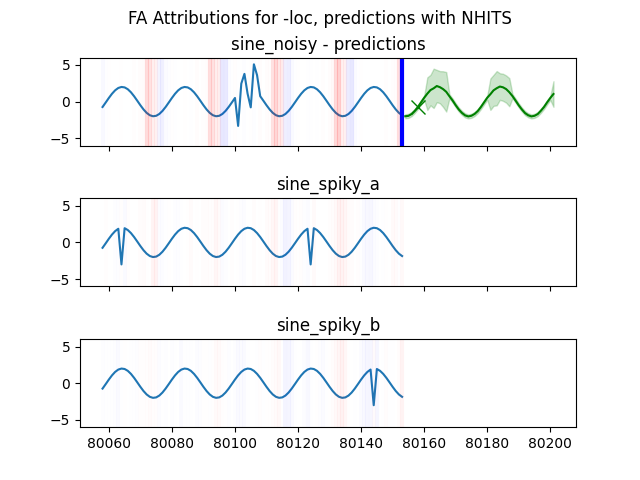 FA Attributions for -loc, predictions with NHITS
sine_noisy - predictions
5
0
−5
sine_spiky_a
5
0
−5
sine_spiky_b
5
0
−5
80060 80080 80100 80120 80140 80160 80180 80200